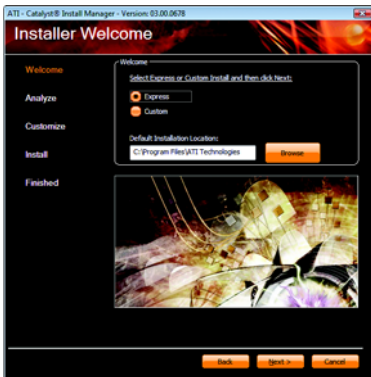 ATI - Catalyst® Install Manager - Version: 03.00.0678
Installer Welcome
Welcome
Analyze
Customize
Install
Finished
Welcome
Select Express or Custom Install and then click Next:
Express
Custom
Default Installation Location:
C:\Program Files\ATI Technologies
Browse
Back
Next >
Cancel